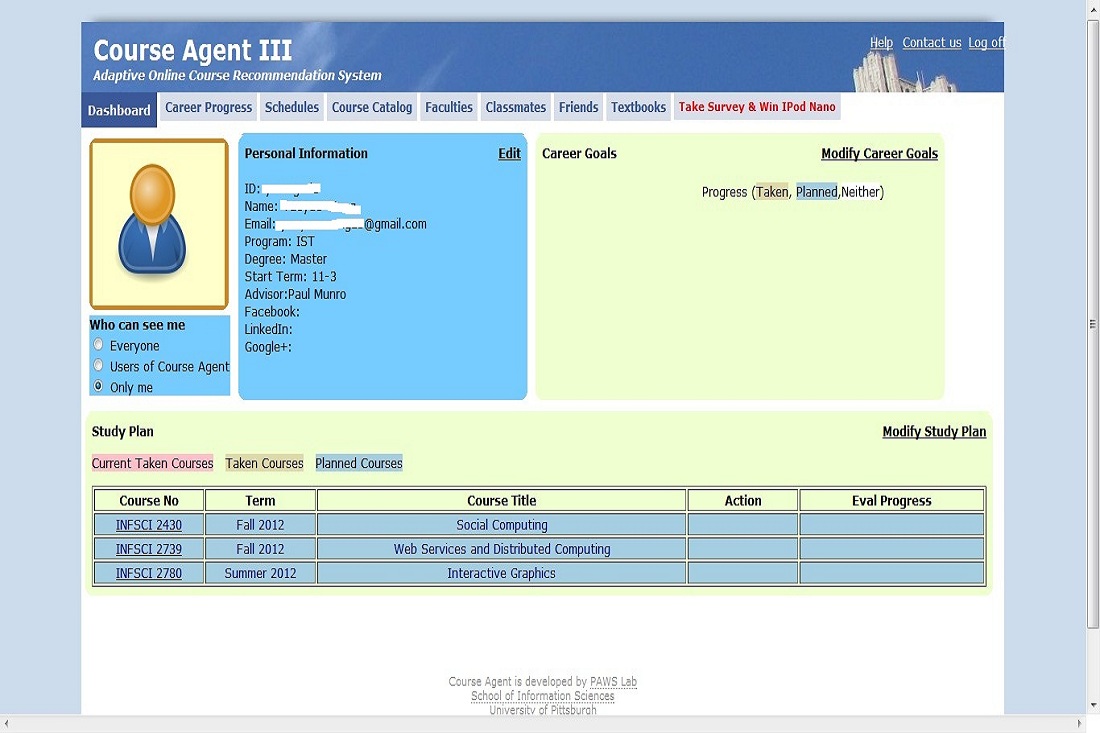 Course Agent III
Adaptive Online Course Recommendation System
Help Contact us Log off
Dashboard Career Progress Schedules Course Catalog Faculties Classmates Friends Textbooks Take Survey & Win IPod Nano
Personal Information Edit
ID:
Name:
Email: @gmail.com
Program: IST
Degree: Master
Start Term: 11-3
Advisor:Paul Munro
Facebook:
LinkedIn:
Google+:
Career Goals Modify Career Goals
Progress (Taken, Planned,Neither)
Who can see me
Everyone
Users of Course Agent
Only me
Study Plan Modify Study Plan
Current Taken Courses Taken Courses Planned Courses
Course No Term Course Title Action Eval Progress
INFSCI 2430 Fall 2012 Social Computing
INFSCI 2739 Fall 2012 Web Services and Distributed Computing
INFSCI 2780 Summer 2012 Interactive Graphics
Course Agent is developed by PAWS Lab
School of Information Sciences
University of Pittsburgh